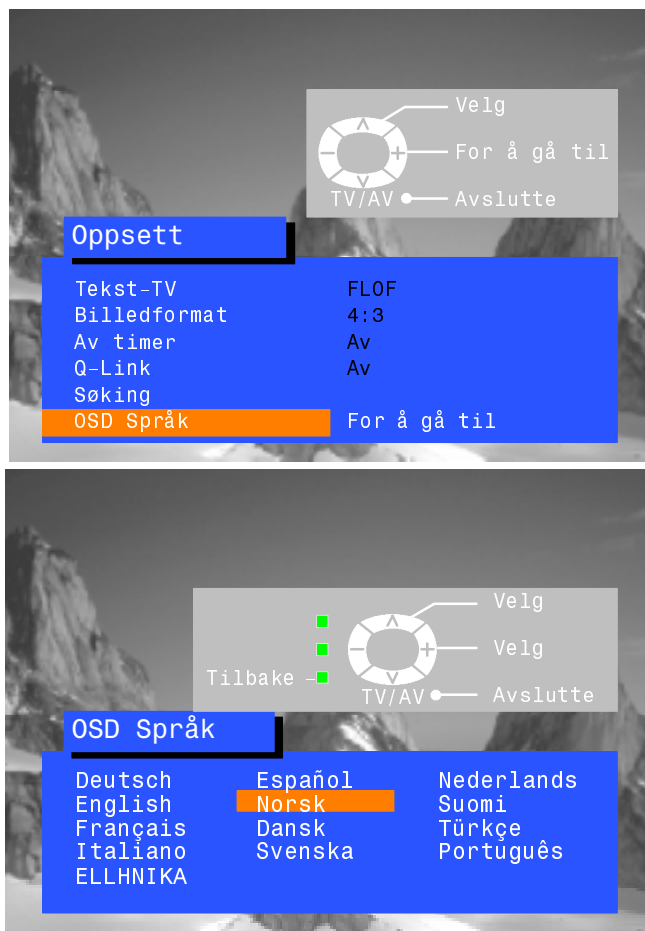 Velg
For å gå til
TV/AV Avslutte
Oppsett
Tekst-TV FLOF
Billedformat 4:3
Av timer Av
Q-Link Av
Søking
OSD Språk For å gå til
Velg
Velg
Tilbake
TV/AV Avslutte
OSD Språk
Deutsch Español Nederlands
English Norsk Suomi
Français Dansk Türkçe
Italiano Svenska Português
ELLHNIKA